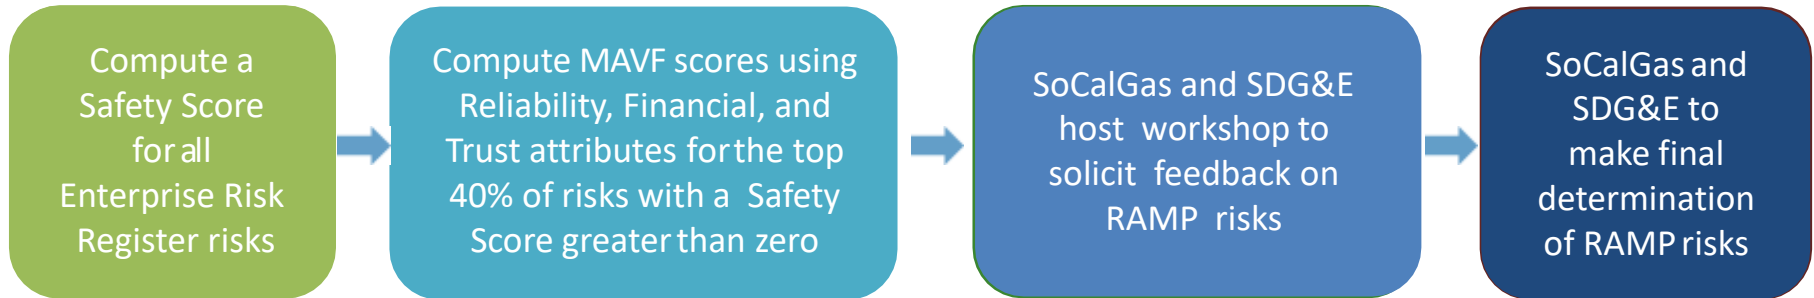 Compute a
Safety Score
for all
Enterprise Risk
Register risks
Compute MAVF scores using
Reliability, Financial, and
Trust attributes for the top
40% of risks with a Safety
Score greater than zero
SoCalGas and SDG&E
host workshop to
solicit feedback on
RAMP risks
SoCalGas and
SDG&E to
make final
determination
of RAMP risks